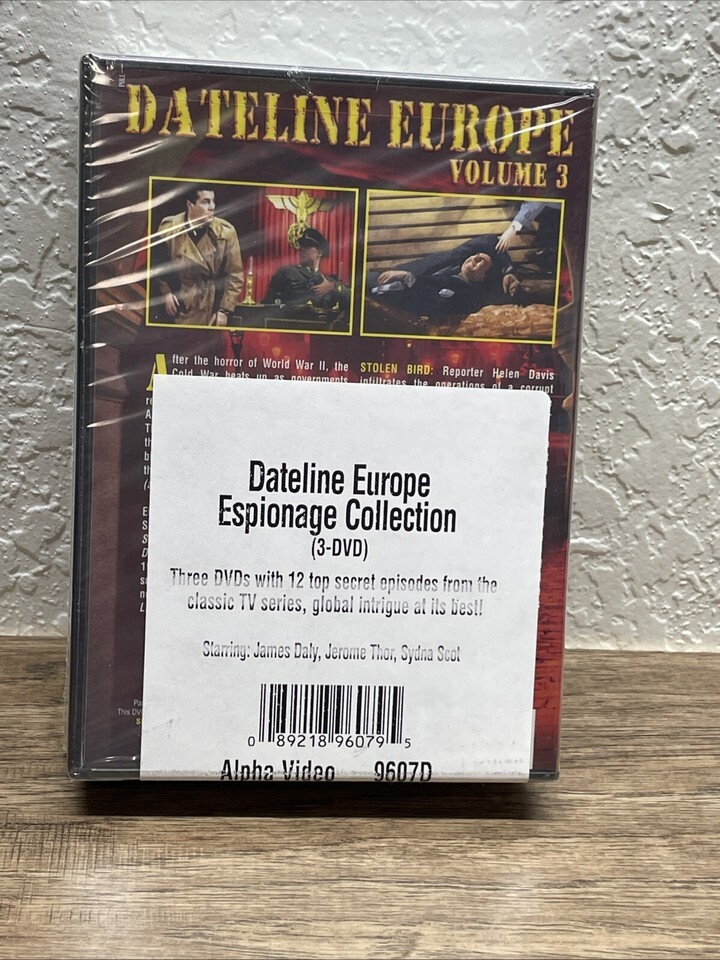 DATELINE EUROPE
VOLUME 3
After the horror of World War II, the
Cold War heats up as governments
STOLEN BIRD: Reporter Helen Davis
infiltrates the operations of a corrupt
Dateline Europe
Espionage Collection
(3-DVD)
Three DVDs with 12 top secret episodes from the
classic TV series, global intrigue at its best!
Starring: James Daly, Jerome Thor, Sydna Scot
0 89218 96079 5
Alpha Video 9607D
This DV